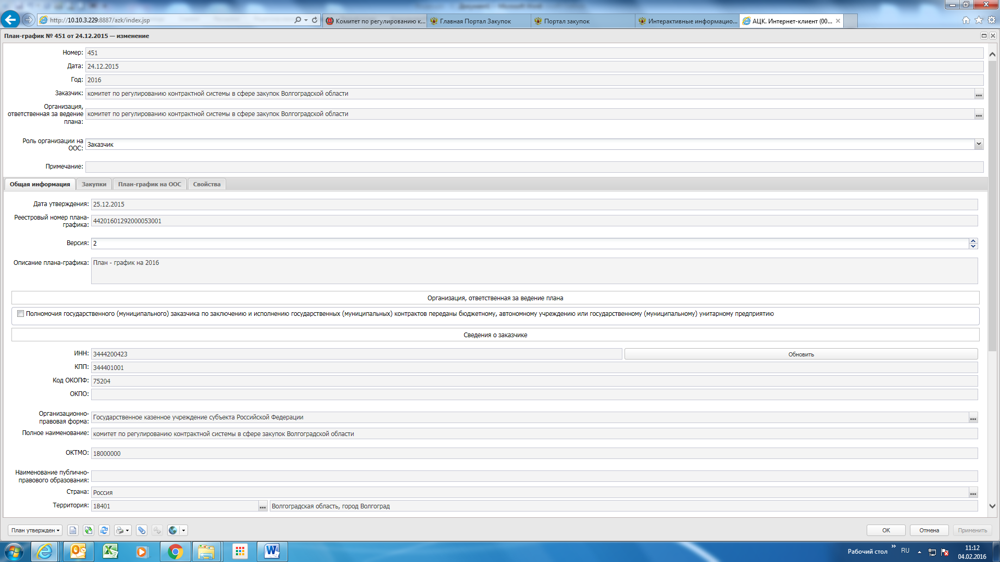 http://10.10.3.229:8887/azk/index.jsp
Комитет по регулированию к...
Главная Портал Закупок
Портал закупок
Интерактивные информацио...
АЦК. Интернет-клиент (00...
План-график № 451 от 24.12.2015 — изменение
Номер: 451
Дата: 24.12.2015
Год: 2016
Заказчик: комитет по регулированию контрактной системы в сфере закупок Волгоградской области
Организация,
ответственная за ведение
плана:
комитет по регулированию контрактной системы в сфере закупок Волгоградской области
Роль организации на
ООС:
Заказчик
Примечание:
Общая информация
Закупки
План-график на ООС
Свойства
Дата утверждения: 25.12.2015
Реестровый номер плана-
графика:
44201601292000053001
Версия: 2
Описание плана-графика: План - график на 2016
Организация, ответственная за ведение плана
Полномочия государственного (муниципального) заказчика по заключению и исполнению государственных (муниципальных) контрактов переданы бюджетному, автономному учреждению или государственному (муниципальному) унитарному предприятию
Сведения о заказчике
ИНН: 3444200423
Обновить
КПП: 344401001
Код ОКОПФ: 75204
ОКПО:
Организационно-
правовая форма:
Государственное казенное учреждение субъекта Российской Федерации
Полное наименование: комитет по регулированию контрактной системы в сфере закупок Волгоградской области
ОКТМО: 18000000
Наименование публично-
правового образования:
Страна: Россия
Территория: 18401
Волгоградская область, город Волгоград
План утвержден
ОК
Отмена
Применить
Рабочий стол
RU
11:12
04.02.2016